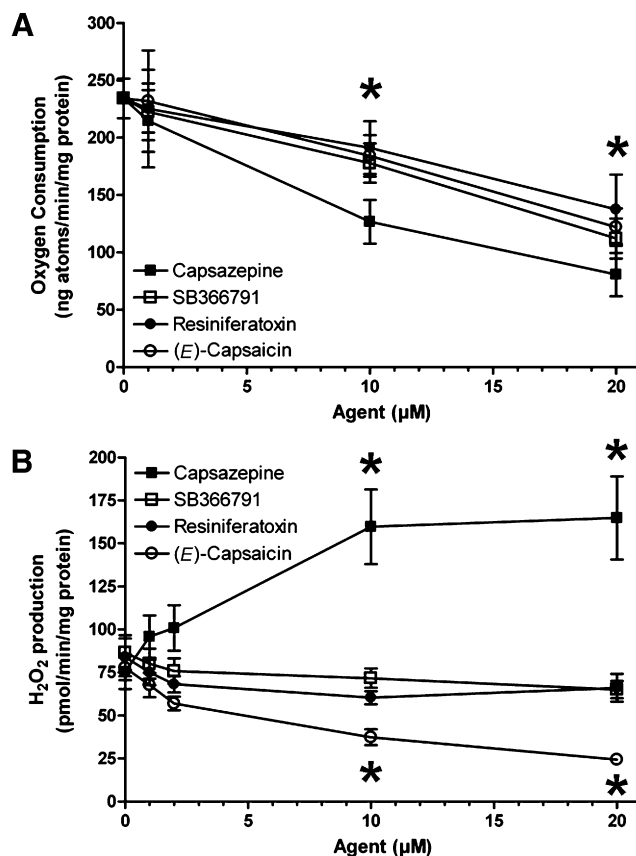 A
Oxygen Consumption
(ng atoms/min/mg protein)
300
250
200
150
100
50
0
*
*
Capsazepine
SB366791
Resiniferatoxin
(E)-Capsaicin
0 5 10 15 20
Agent (µM)
B
H₂O₂ production
(pmol/min/mg protein)
200
175
150
125
100
75
50
25
0
Capsazepine
SB366791
Resiniferatoxin
(E)-Capsaicin
*
*
*
*
0 5 10 15 20
Agent (µM)